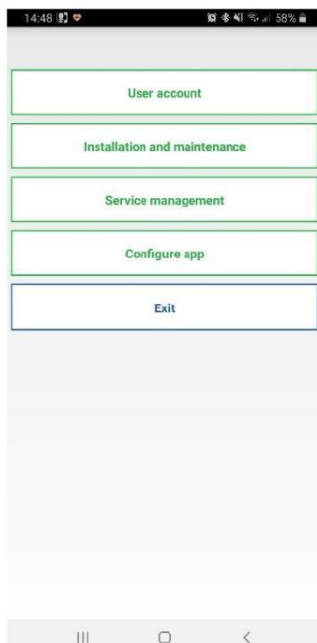 14:48 58%
User account
Installation and maintenance
Service management
Configure app
Exit